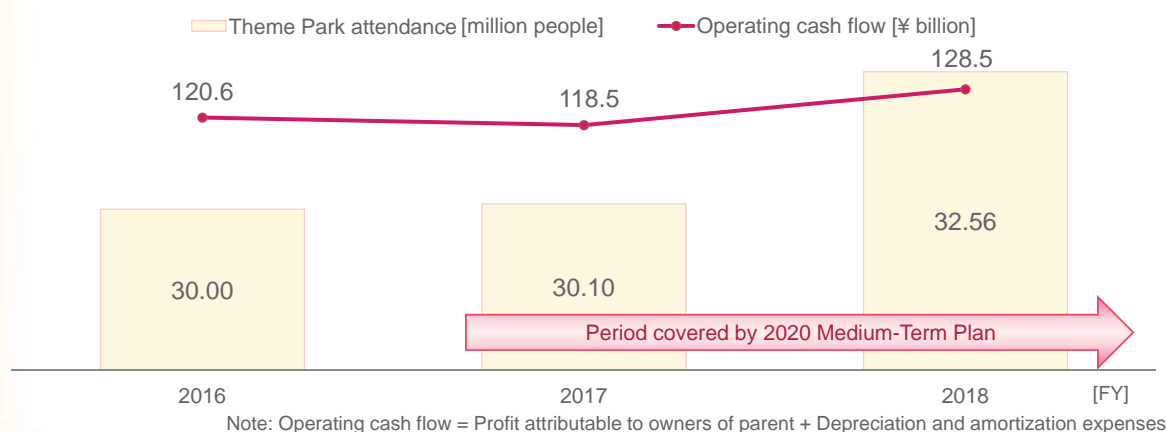 Theme Park attendance [million people] Operating cash flow [¥ billion]
120.6 118.5 128.5
30.00 30.10 32.56
Period covered by 2020 Medium-Term Plan
2016 2017 2018 [FY]
Note: Operating cash flow = Profit attributable to owners of parent + Depreciation and amortization expenses